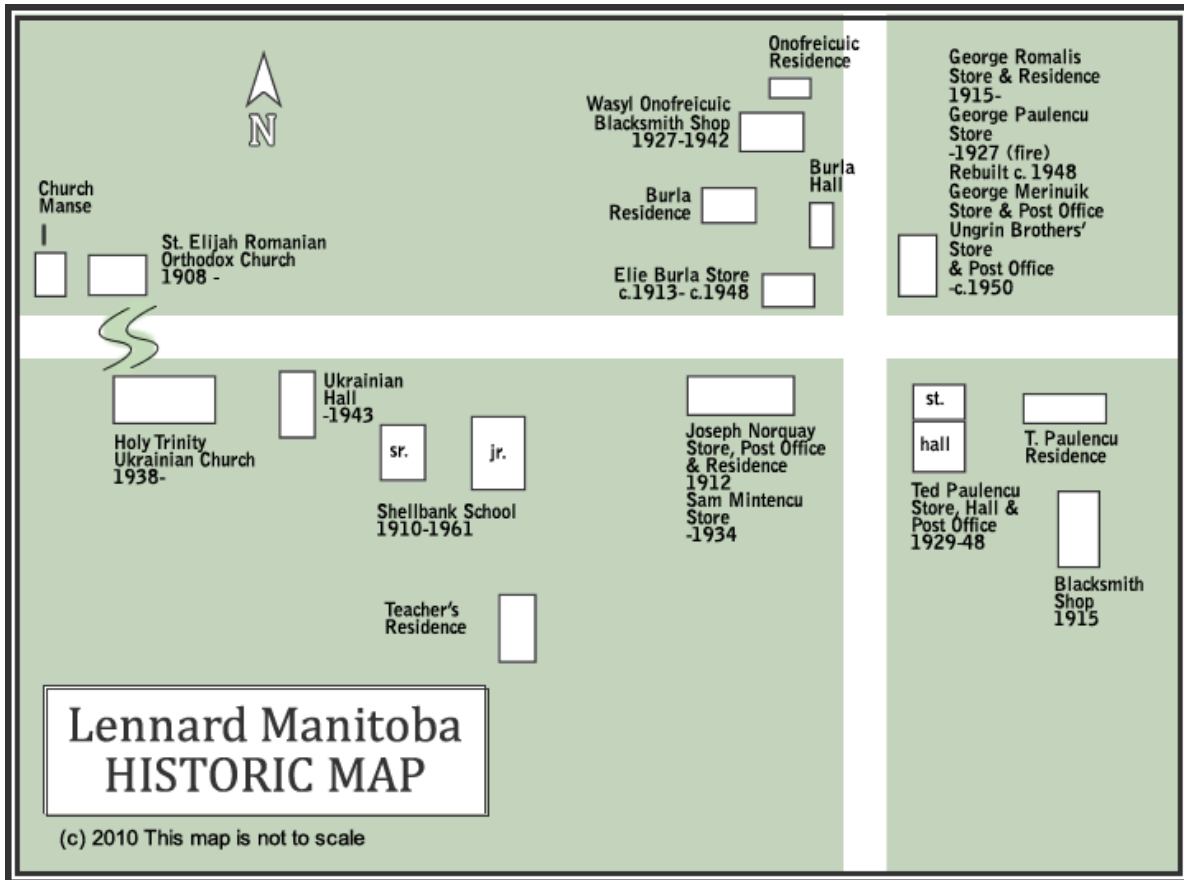 Onofreicuic
Residence
Wasyl Onofreicuic
Blacksmith Shop
1927-1942
Burla
Hall
Burla
Residence
Elie Burla Store
c.1913- c.1948
George Romalis
Store & Residence
1915-
George Paulencu
Store
-1927 (fire)
Rebuilt c. 1948
George Merinuik
Store & Post Office
Ungrin Brothers'
Store
& Post Office
-c.1950
N
Church
Manse
St. Elijah Romanian
Orthodox Church
1908 -
Holy Trinity
Ukrainian Church
1938-
Ukrainian
Hall
-1943
sr.
jr.
Shellbank School
1910-1961
Teacher's
Residence
Joseph Norquay
Store, Post Office
& Residence
1912
Sam Mintencu
Store
-1934
st.
hall
Ted Paulencu
Store, Hall &
Post Office
1929-48
T. Paulencu
Residence
Blacksmith
Shop
1915
Lennard Manitoba
HISTORIC MAP
(c) 2010 This map is not to scale